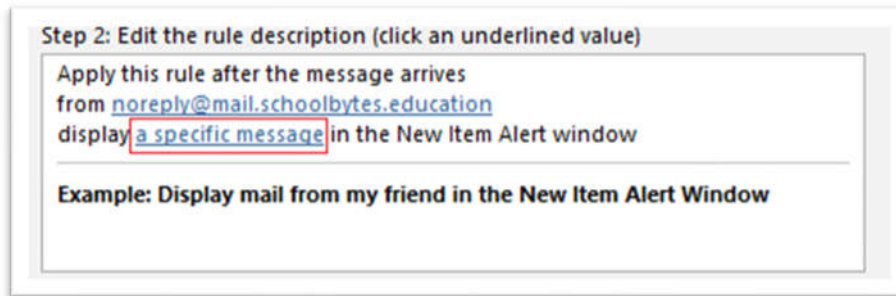 Step 2: Edit the rule description (click an underlined value)
Apply this rule after the message arrives
from noreply@mail.schoolbytes.education
display a specific message in the New Item Alert window
Example: Display mail from my friend in the New Item Alert Window